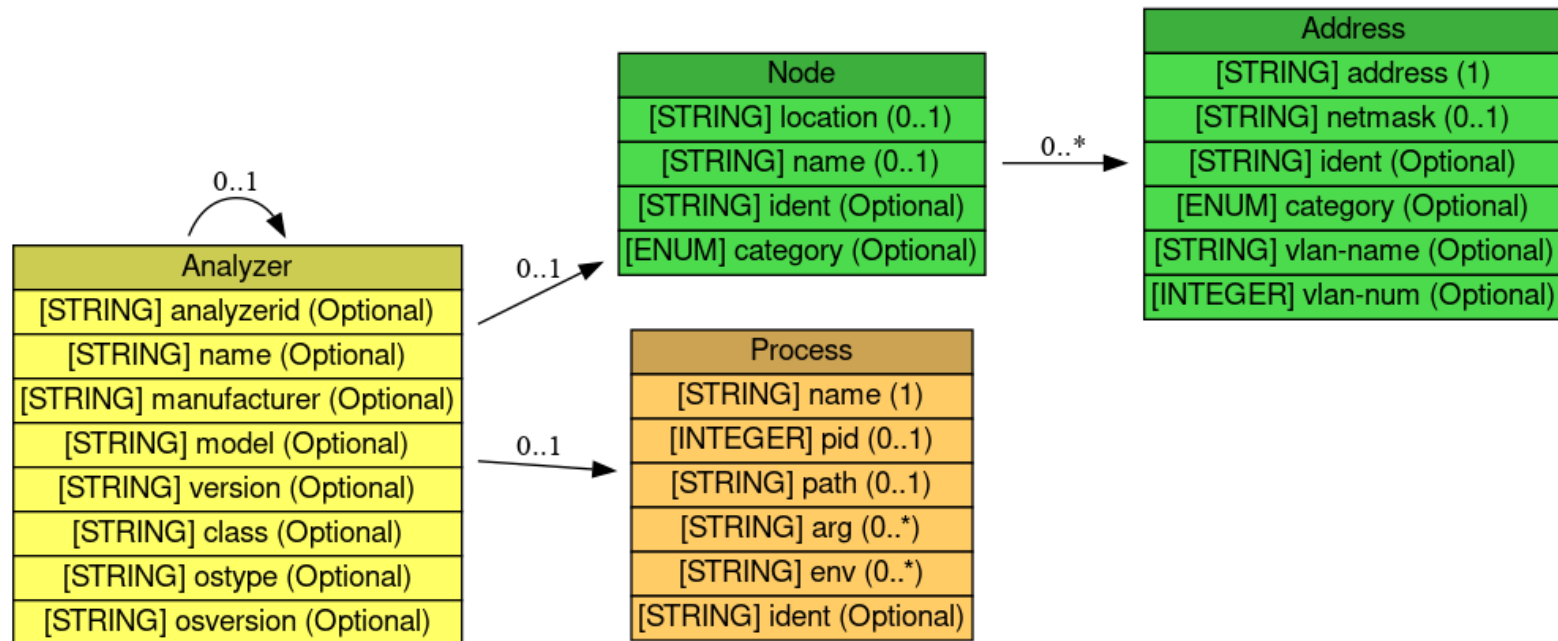 0..1
Analyzer
[STRING] analyzerid (Optional)
[STRING] name (Optional)
[STRING] manufacturer (Optional)
[STRING] model (Optional)
[STRING] version (Optional)
[STRING] class (Optional)
[STRING] ostype (Optional)
[STRING] osversion (Optional)
0..1
0..1
Node
[STRING] location (0..1)
[STRING] name (0..1)
[STRING] ident (Optional)
[ENUM] category (Optional)
Process
[STRING] name (1)
[INTEGER] pid (0..1)
[STRING] path (0..1)
[STRING] arg (0..*)
[STRING] env (0..*)
[STRING] ident (Optional)
0..*
Address
[STRING] address (1)
[STRING] netmask (0..1)
[STRING] ident (Optional)
[ENUM] category (Optional)
[STRING] vlan-name (Optional)
[INTEGER] vlan-num (Optional)